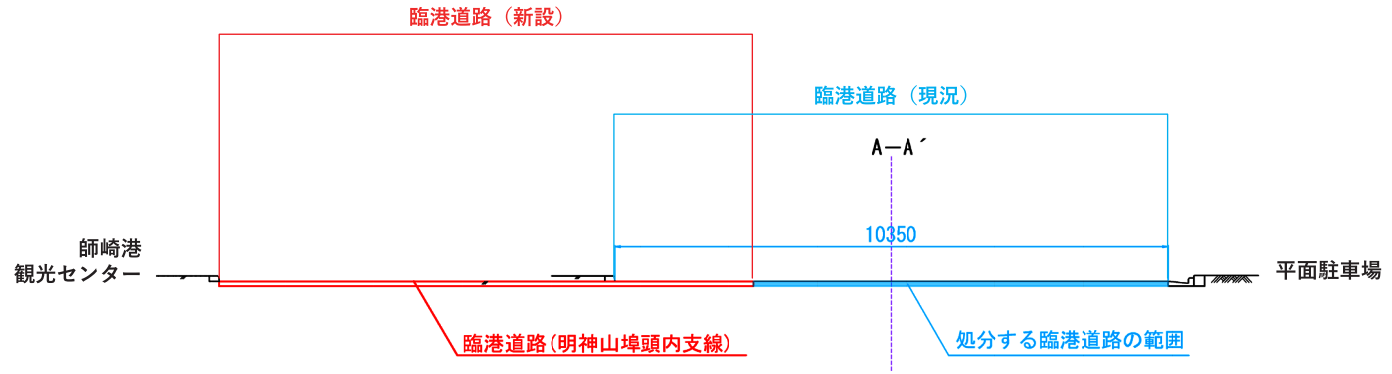 臨港道路（新設）
臨港道路（現況）
A－A´
10350
師崎港
観光センター
平面駐車場
臨港道路(明神山埠頭内支線)
処分する臨港道路の範囲